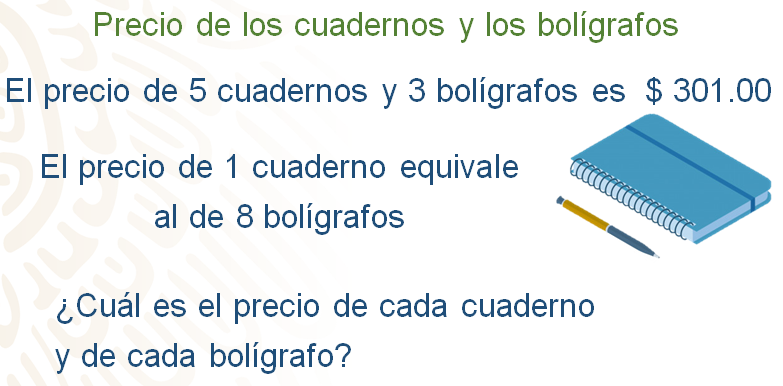 Precio de los cuadernos y los bolígrafos
El precio de 5 cuadernos y 3 bolígrafos es $ 301.00
El precio de 1 cuaderno equivale
al de 8 bolígrafos
¿Cuál es el precio de cada cuaderno
y de cada bolígrafo?